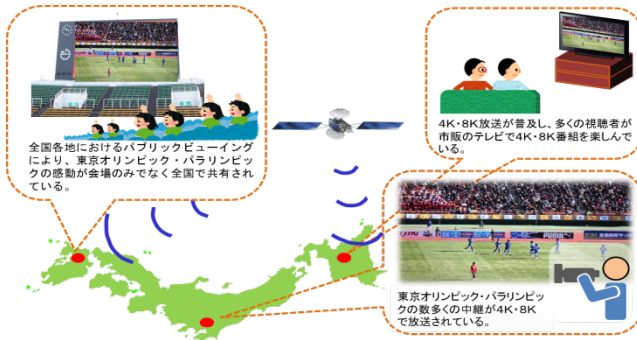 全国各地におけるパブリックビューイング
により、東京オリンピック・パラリンピッ
クの感動が会場のみでなく全国で共有され
ている。
4K・8K放送が普及し、多くの視聴者が
市販のテレビで4K・8K番組を楽しんで
いる。
PUMA
東京オリンピック・パラリンピッ
クの数多くの中継が4K・8K
で放送されている。